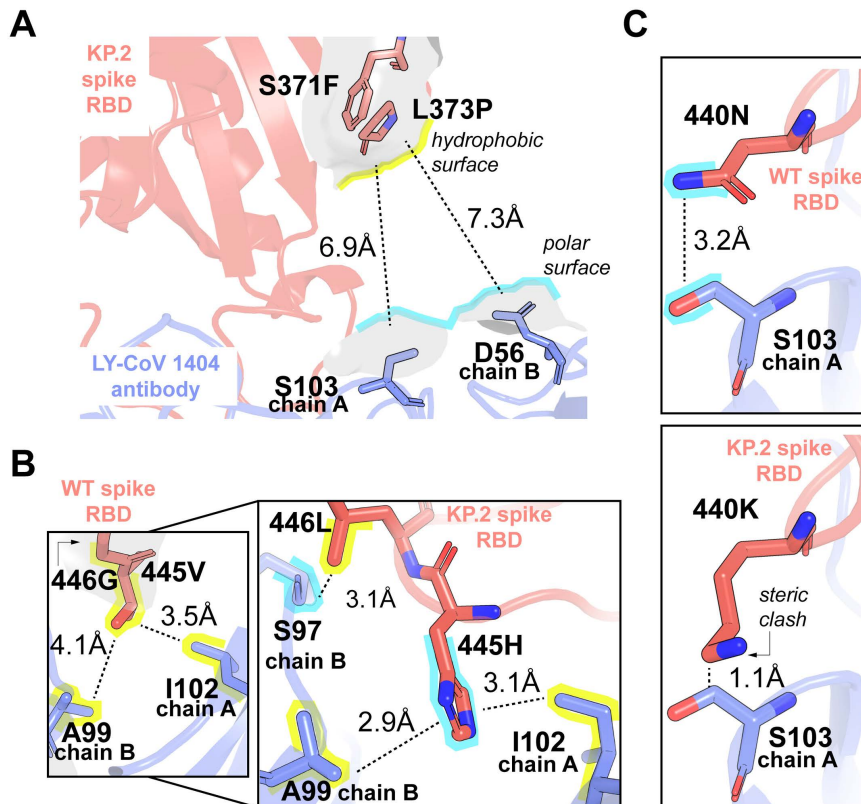 A
KP.2
spike
RBD
S371F
L373P
hydrophobic
surface
7.3Å
6.9Å
polar
surface
LY-CoV 1404
antibody
S103
chain A
D56
chain B
B
WT spike
RBD
446G
445V
3.5Å
4.1Å
I102
chain A
A99
chain B
446L
KP.2 spike
RBD
3.1Å
S97
chain B
445H
3.1Å
2.9Å
I102
chain A
A99 chain B
C
440N
WT spike
RBD
3.2Å
S103
chain A
KP.2 spike
RBD
440K
steric
clash
1.1Å
S103
chain A